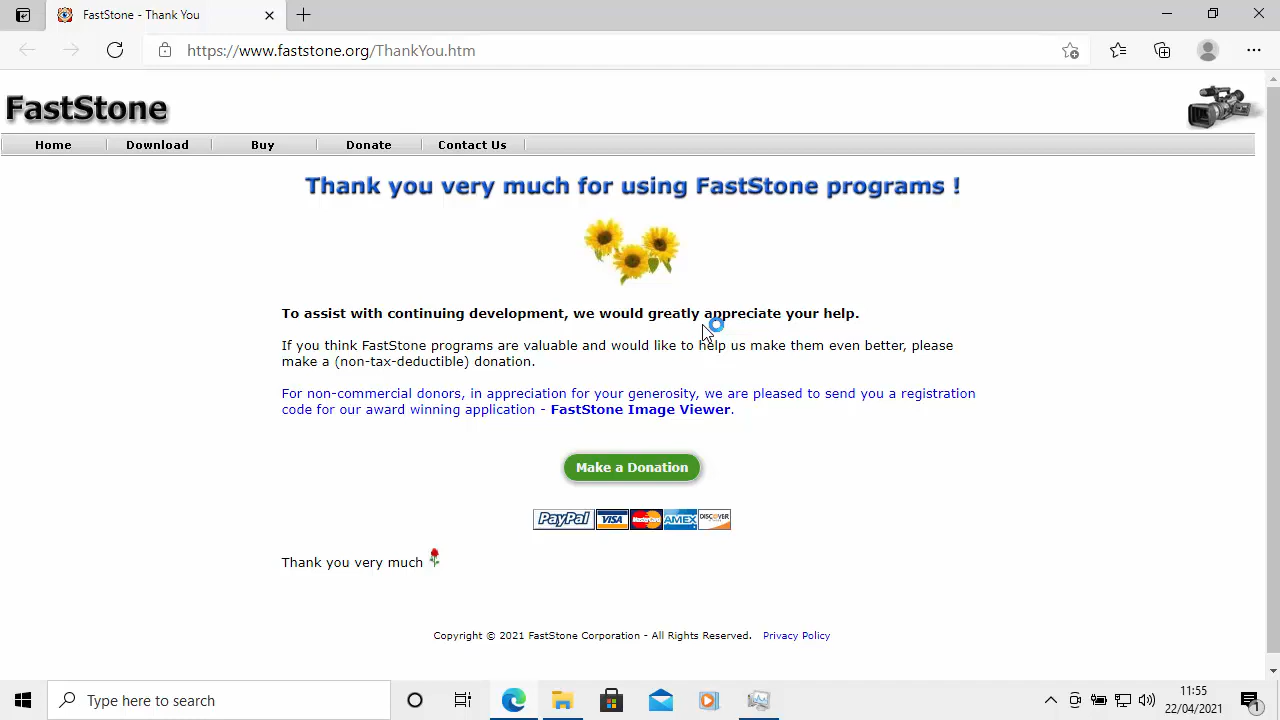 FastStone - Thank You
https://www.faststone.org/ThankYou.htm
FastStone
Home Download Buy Donate Contact Us
Thank you very much for using FastStone programs !
To assist with continuing development, we would greatly appreciate your help.
If you think FastStone programs are valuable and would like to help us make them even better, please
make a (non-tax-deductible) donation.
For non-commercial donors, in appreciation for your generosity, we are pleased to send you a registration
code for our award winning application - FastStone Image Viewer.
Make a Donation
PayPal VISA MasterCard AMEX DISCOVER
Thank you very much
Copyright © 2021 FastStone Corporation - All Rights Reserved. Privacy Policy
Type here to search
11:55
22/04/2021
1